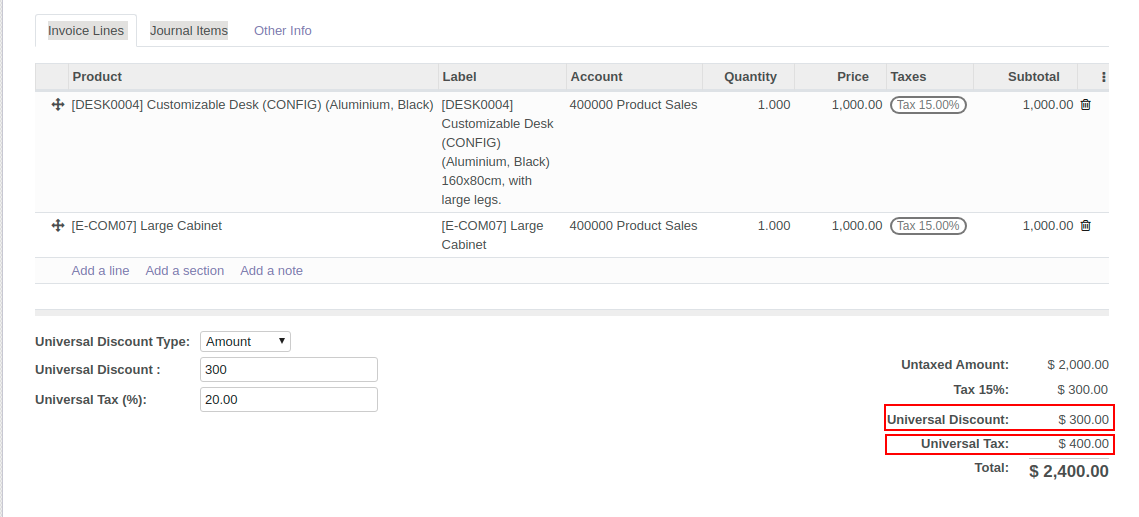 Invoice Lines Journal Items Other Info
Product Label Account Quantity Price Taxes Subtotal
[DESK0004] Customizable Desk (CONFIG) (Aluminium, Black) [DESK0004] 400000 Product Sales 1.000 1,000.00 Tax 15.00% 1,000.00
Customizable Desk
(CONFIG)
(Aluminium, Black)
160x80cm, with
large legs.
[E-COM07] Large Cabinet [E-COM07] Large 400000 Product Sales 1.000 1,000.00 Tax 15.00% 1,000.00
Cabinet
Add a line Add a section Add a note
Universal Discount Type: Amount
Universal Discount : 300
Universal Tax (%): 20.00
Untaxed Amount: $ 2,000.00
Tax 15%: $ 300.00
Universal Discount: $ 300.00
Universal Tax: $ 400.00
Total: $ 2,400.00